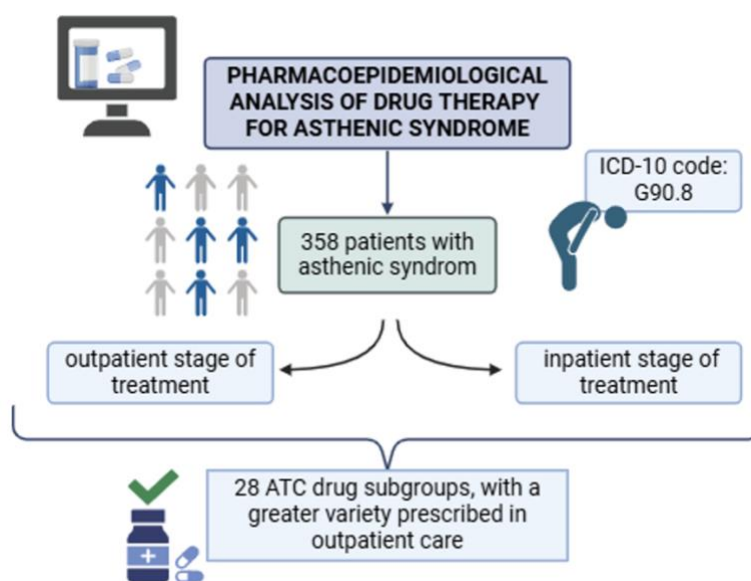 PHARMACOEPIDEMIOLOGICAL
ANALYSIS OF DRUG THERAPY
FOR ASTHENIC SYNDROME
ICD-10 code:
G90.8
358 patients with
asthenic syndrom
outpatient stage of
treatment
inpatient stage of
treatment
28 ATC drug subgroups, with a
greater variety prescribed in
outpatient care